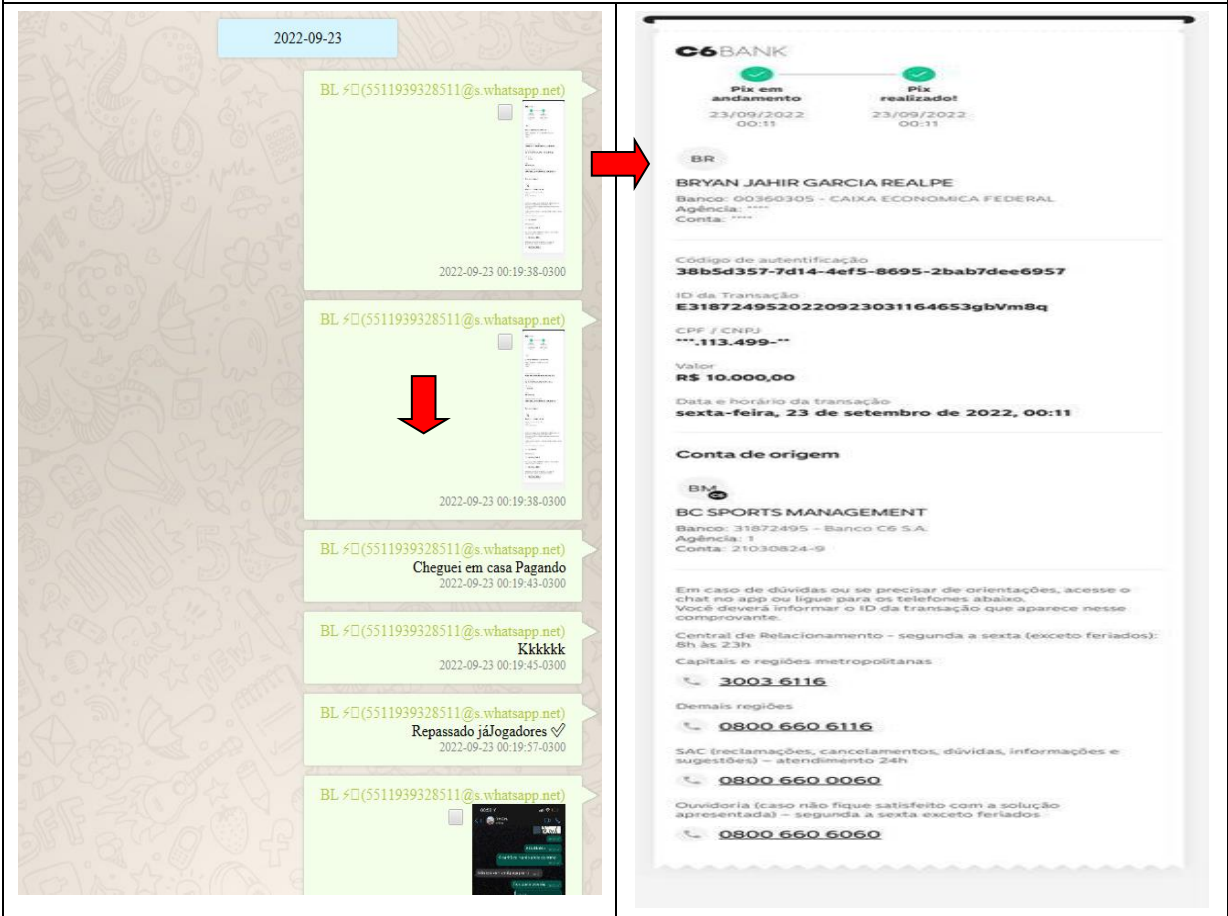 2022-09-23
BL ⚡□(5511939328511@s.whatsapp.net)
2022-09-23 00:19:38-0300
BL ⚡□(5511939328511@s.whatsapp.net)
2022-09-23 00:19:38-0300
BL ⚡□(5511939328511@s.whatsapp.net)
Cheguei em casa Pagando
2022-09-23 00:19:43-0300
BL ⚡□(5511939328511@s.whatsapp.net)
Kkkkkk
2022-09-23 00:19:45-0300
BL ⚡□(5511939328511@s.whatsapp.net)
Repassado jáJogadores ✅
2022-09-23 00:19:57-0300
BL ⚡□(5511939328511@s.whatsapp.net)
C6BANK
Pix em andamento
23/09/2022
00:11
Pix realizado!
23/09/2022
00:11
BR
BRYAN JAHIR GARCIA REALPE
Banco: 00360305 - CAIXA ECONOMICA FEDERAL
Agência: ****
Conta: ****
Código de autentificação
38b5d357-7d14-4ef5-8695-2bab7dee6957
ID da Transação
E3187249520220923031164653gbVm8q
CPF / CNPJ
***.113.499-**
Valor
R$ 10.000,00
Data e horário da transação
sexta-feira, 23 de setembro de 2022, 00:11
Conta de origem
BM
BC SPORTS MANAGEMENT
Banco: 31872495 - Banco C6 S.A.
Agência: 1
Conta: 21030824-9
Em caso de dúvidas ou se precisar de orientações, acesse o
chat no app ou ligue para os telefones abaixo.
Você deverá informar o ID da transação que aparece nesse
comprovante.
Central de Relacionamento - segunda a sexta (exceto feriados):
8h às 23h
Capitais e regiões metropolitanas
3003 6116
Demais regiões
0800 660 6116
SAC (reclamações, cancelamentos, dúvidas, informações e
sugestões) - atendimento 24h
0800 660 0060
Ouvidoria (caso não fique satisfeito com a solução
apresentada) - segunda a sexta exceto feriados
0800 660 6060